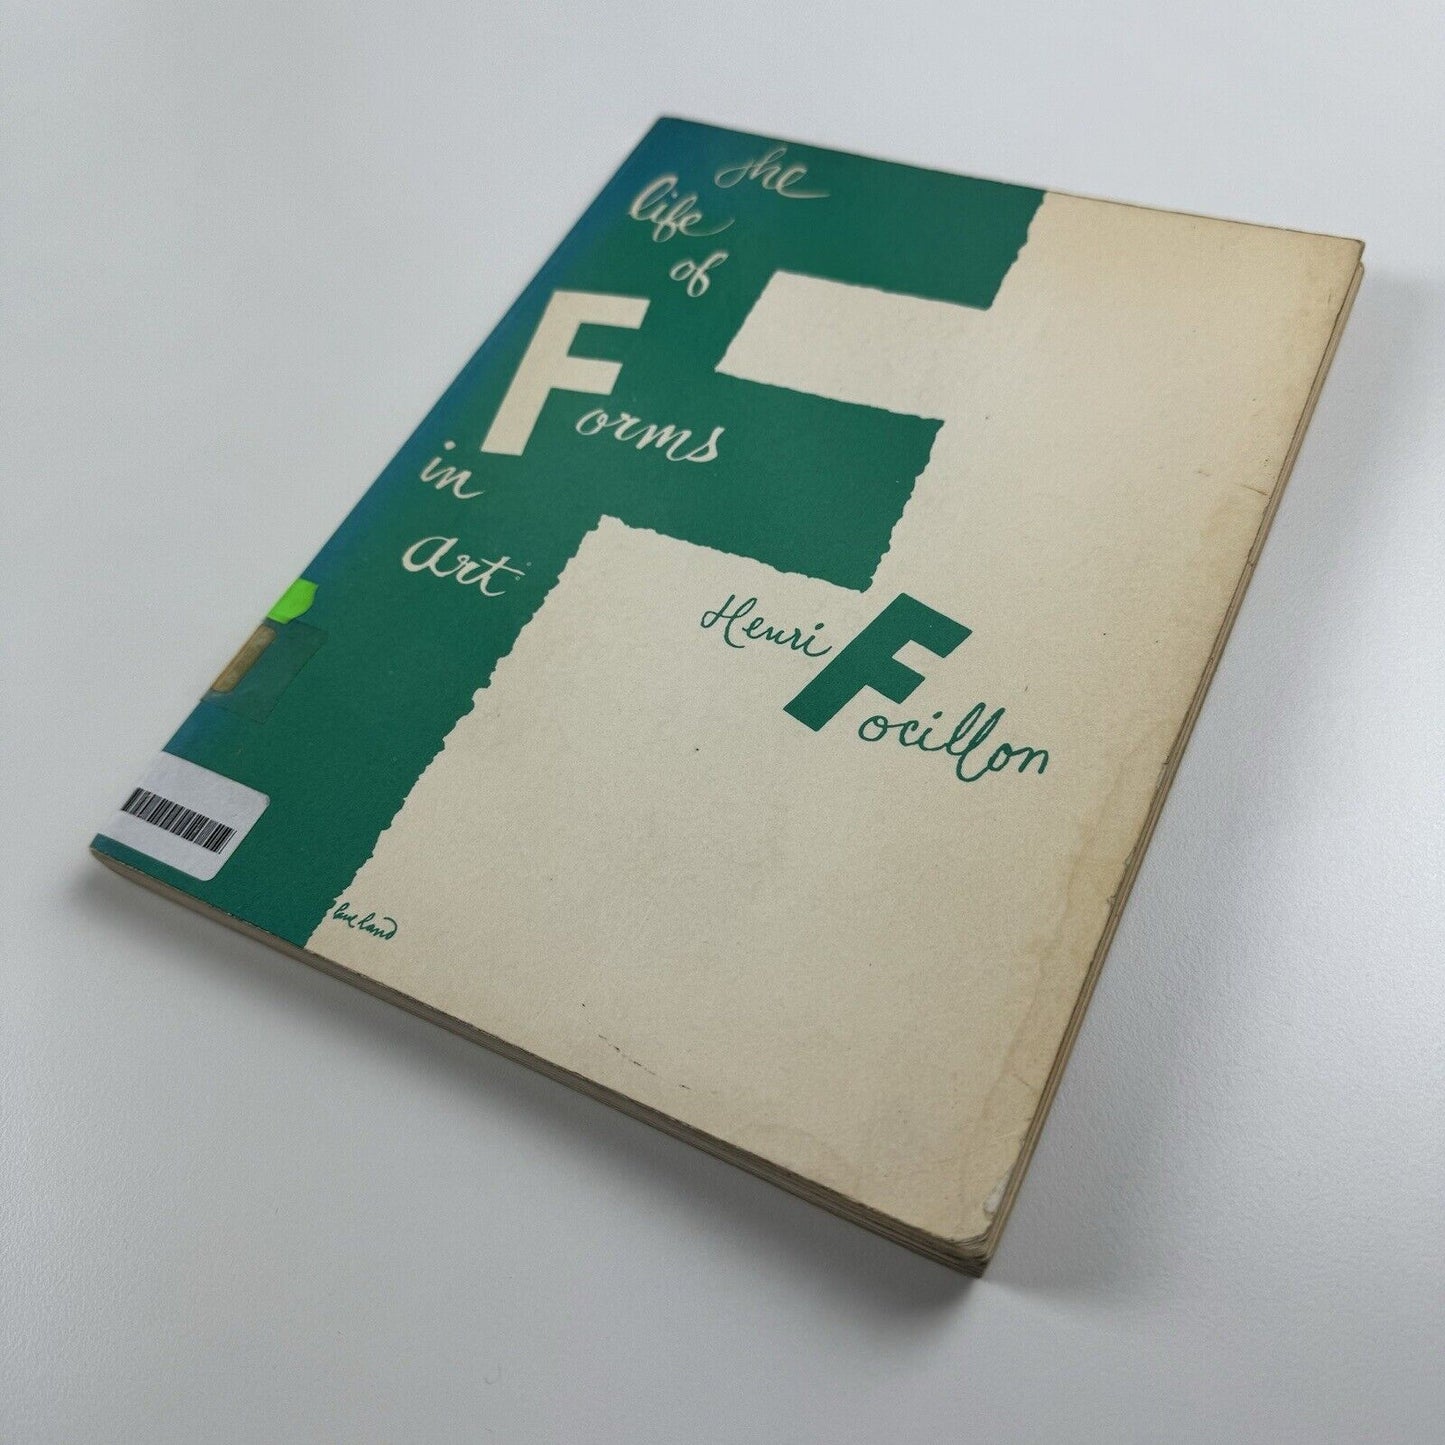 the
life
of
Forms
in
art
Henri Focillon